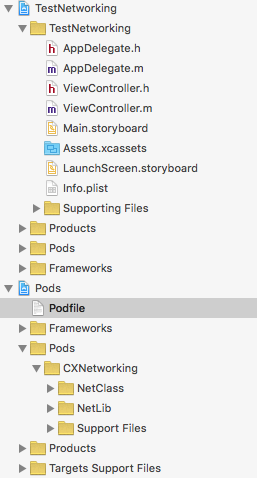 TestNetworking
TestNetworking
AppDelegate.h
AppDelegate.m
ViewController.h
ViewController.m
Main.storyboard
Assets.xcassets
LaunchScreen.storyboard
Info.plist
Supporting Files
Products
Pods
Frameworks
Pods
Podfile
Frameworks
Pods
CXNetworking
NetClass
NetLib
Support Files
Products
Targets Support Files